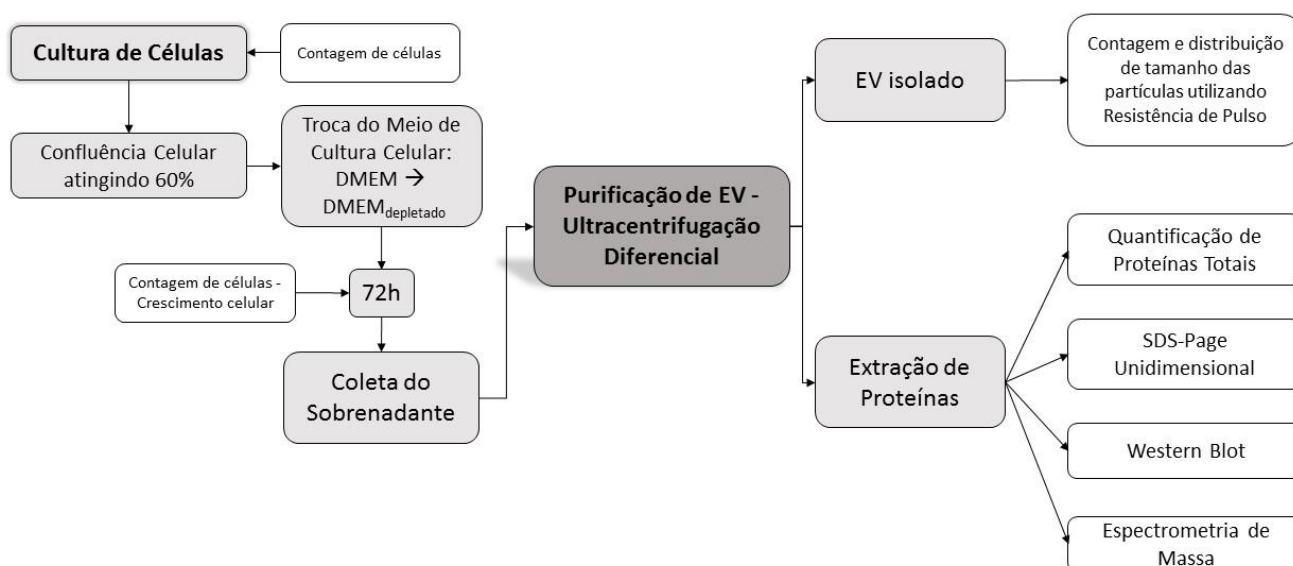 Cultura de Células
Contagem de células
Confluência Celular
atingindo 60%
Troca do Meio de
Cultura Celular:
DMEM →
DMEMdepletado
Contagem de células -
Crescimento celular
72h
Coleta do
Sobrenadante
Purificação de EV -
Ultracentrifugação
Diferencial
EV isolado
Contagem e distribuição
de tamanho das
partículas utilizando
Resistência de Pulso
Extração de
Proteínas
Quantificação de
Proteínas Totais
SDS-Page
Unidimensional
Western Blot
Espectrometria de
Massa